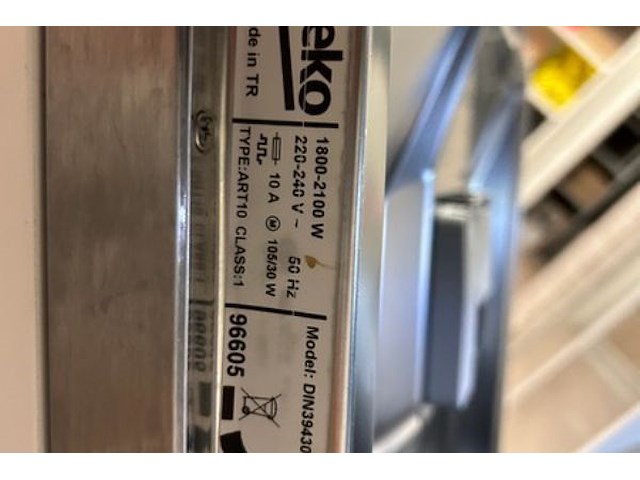 eko
de in TR
1800-2100 W
220-240 V ~ 50 Hz
10 A M 105/30 W
TYPE:ART10 CLASS:1
Model: DIN39430
96605